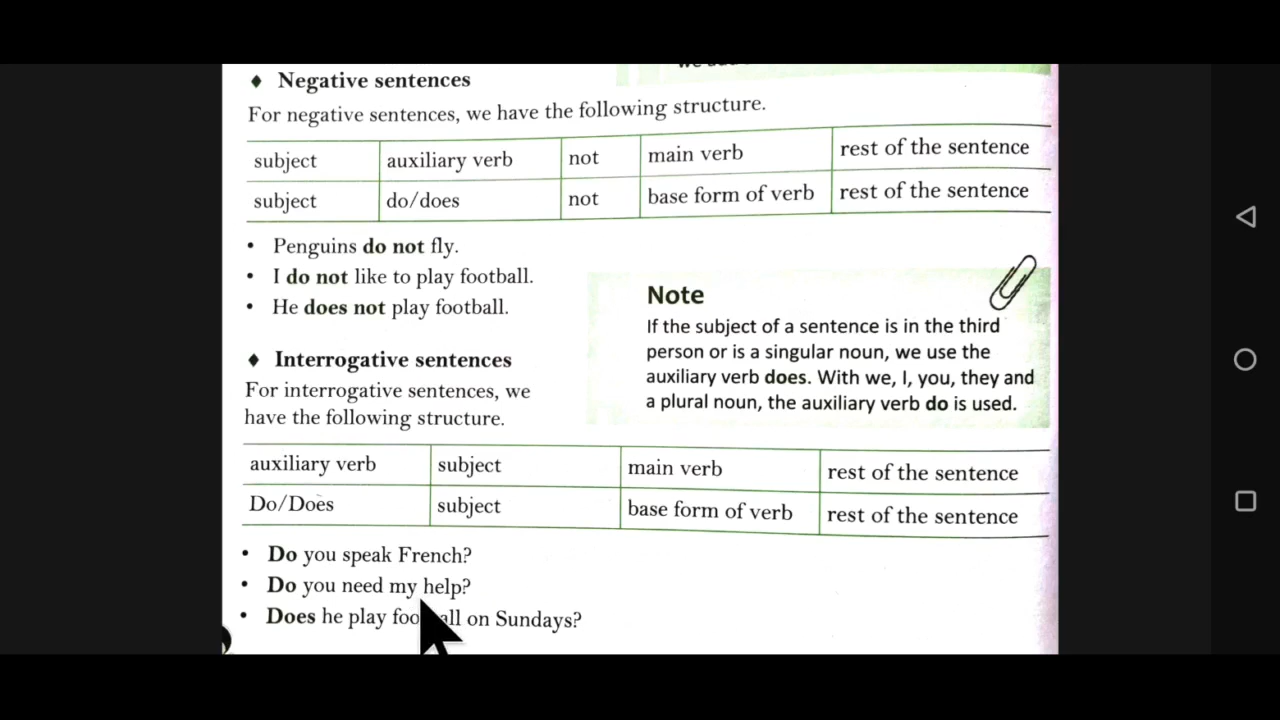 Negative sentences
For negative sentences, we have the following structure.
subject auxiliary verb not main verb rest of the sentence
subject do/does not base form of verb rest of the sentence
• Penguins do not fly.
• I do not like to play football.
• He does not play football.
Note
If the subject of a sentence is in the third
person or is a singular noun, we use the
auxiliary verb does. With we, I, you, they and
a plural noun, the auxiliary verb do is used.
Interrogative sentences
For interrogative sentences, we
have the following structure.
auxiliary verb subject main verb rest of the sentence
Do/Does subject base form of verb rest of the sentence
• Do you speak French?
• Do you need my help?
• Does he play football on Sundays?